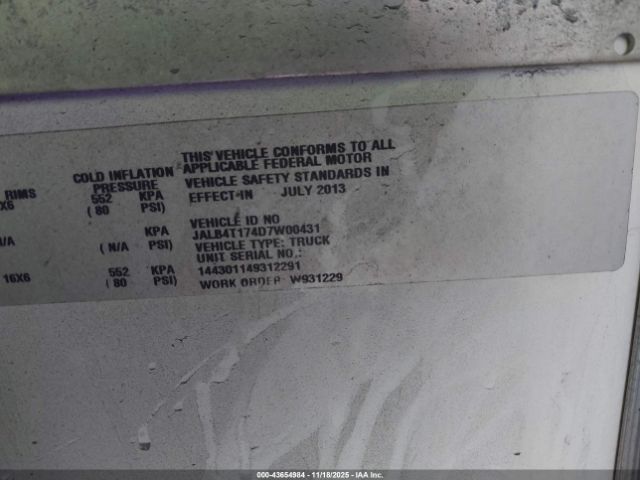 THIS VEHICLE CONFORMS TO ALL
COLD INFLATION APPLICABLE FEDERAL MOTOR
RIMS PRESSURE VEHICLE SAFETY STANDARDS IN
X6 552 KPA EFFECT IN JULY 2013
( 80 PSI)
VEHICLE ID NO
KPA JALB4T174D7W00431
/A ( N/A PSI) VEHICLE TYPE: TRUCK
UNIT SERIAL NO.:
16X6 552 KPA 144301149312291
( 80 PSI) WORK ORDER W931229
000-43654984 - 11/18/2025 - IAA Inc.